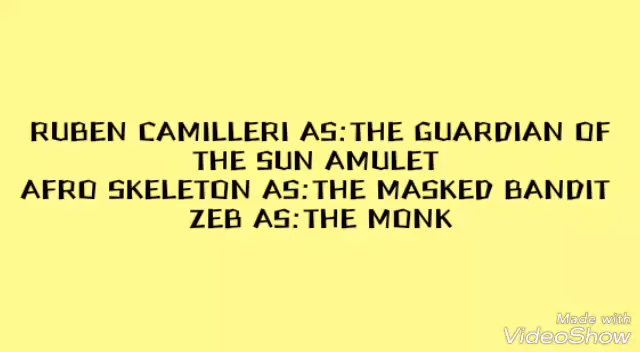 RUBEN CAMILLERI AS:THE GUARDIAN OF
THE SUN AMULET
AFRO SKELETON AS:THE MASKED BANDIT
ZEB AS:THE MONK
Made with
VideoShow